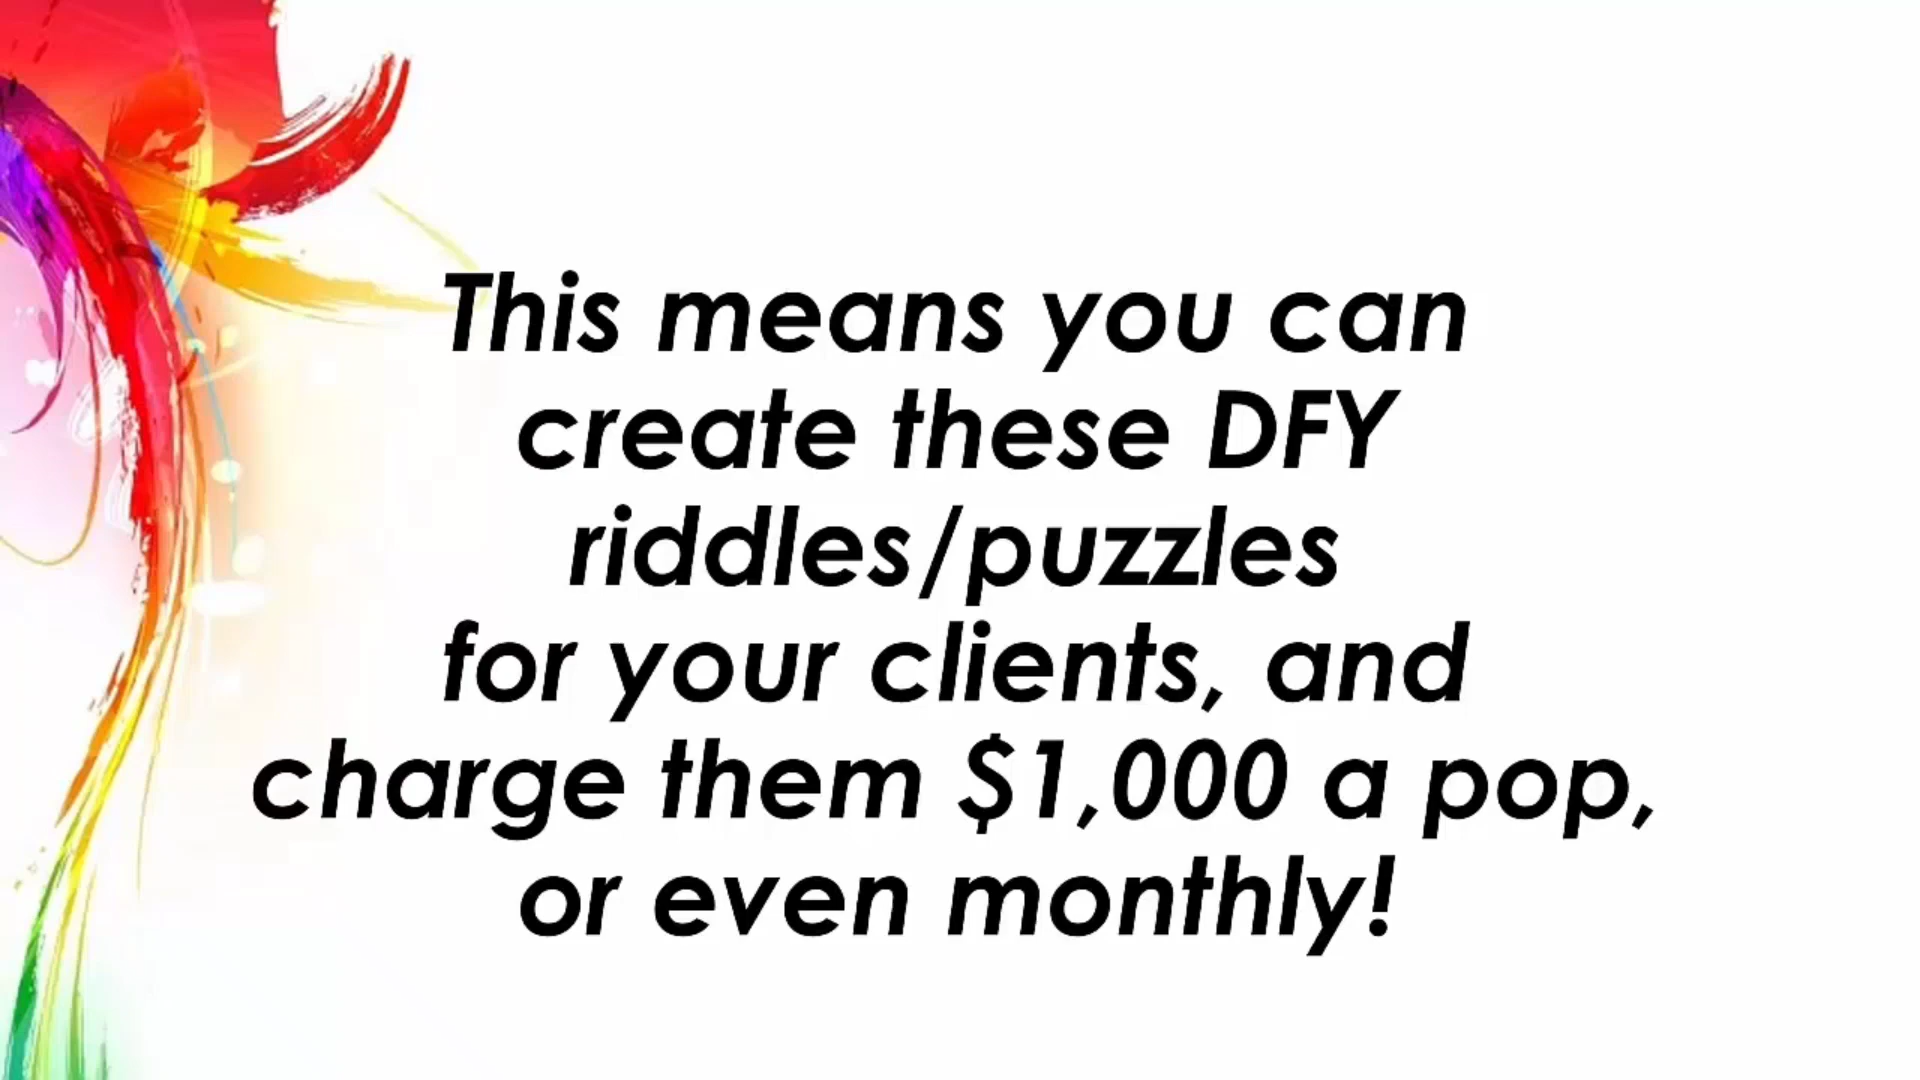 This means you can
create these DFY
riddles/puzzles
for your clients, and
charge them $1,000 a pop,
or even monthly!